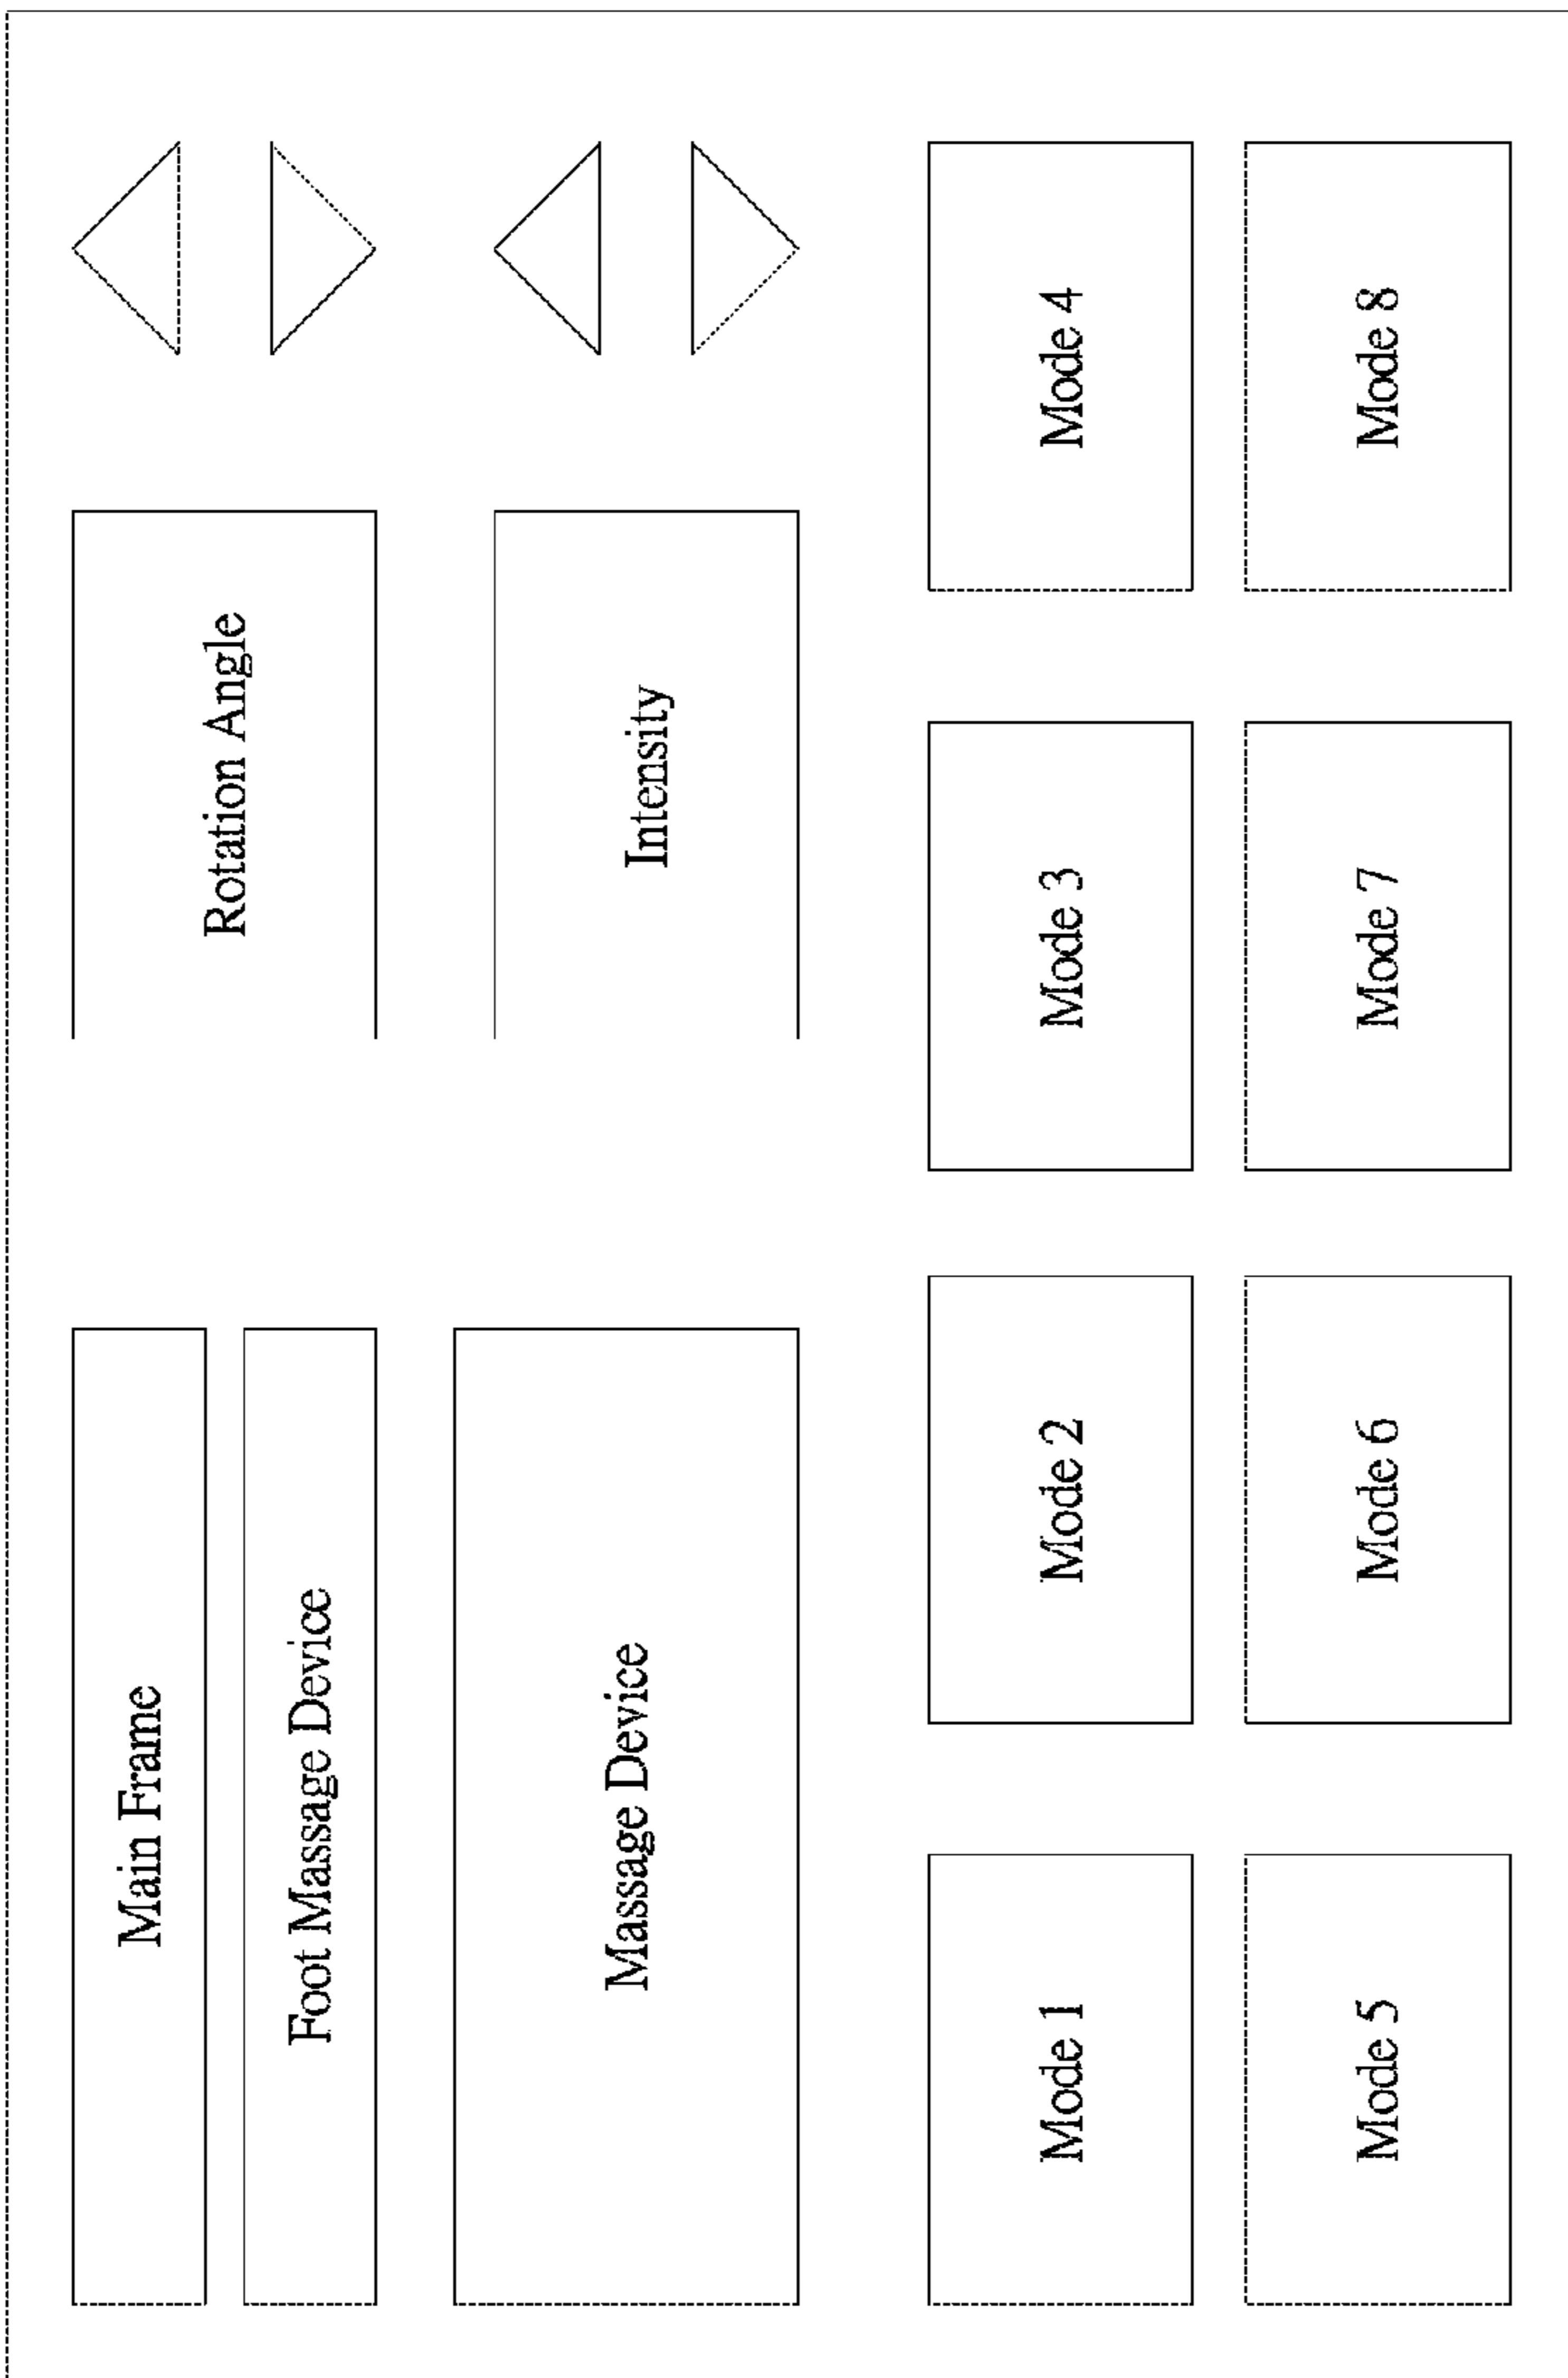 Main Frame
Rotation Angle
Foot Massage Device
Massage Device
Intensity
Mode 1
Mode 2
Mode 3
Mode 4
Mode 5
Mode 6
Mode 7
Mode 8